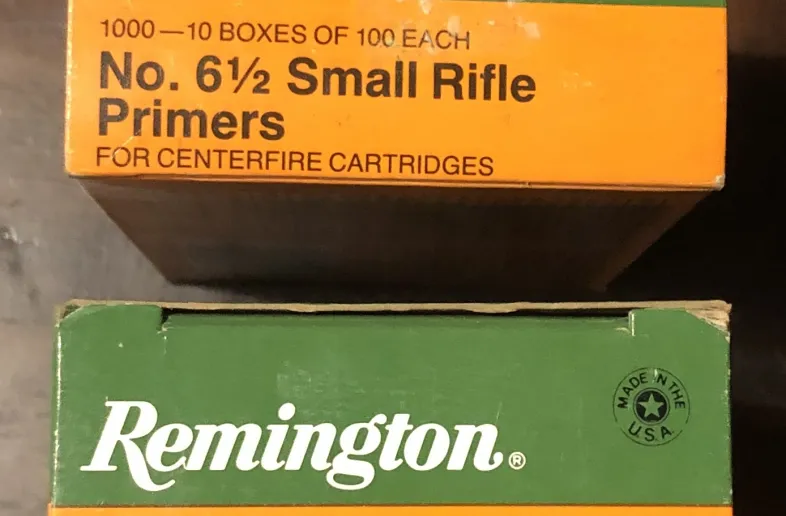 1000—10 BOXES OF 100 EACH
No. 6½ Small Rifle
Primers
FOR CENTERFIRE CARTRIDGES
Remington®
MADE IN THE
U.S.A.